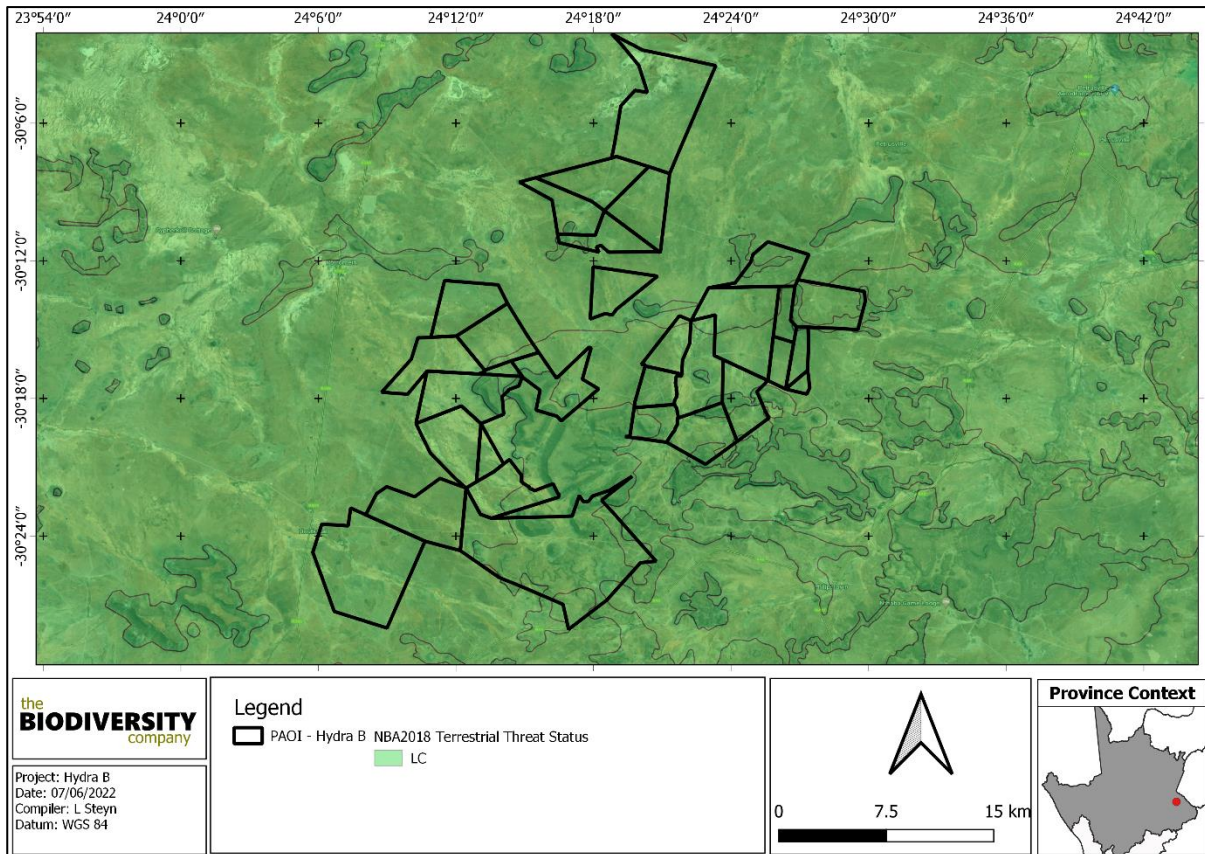 23°54′0″ 24°0′0″ 24°6′0″ 24°12′0″ 24°18′0″ 24°24′0″ 24°30′0″ 24°36′0″ 24°42′0″
-30°6′0″
-30°12′0″
-30°18′0″
-30°24′0″
the
BIODIVERSITY
company
Project: Hydra B
Date: 07/06/2022
Compiler: L Steyn
Datum: WGS 84
Legend
PAOI - Hydra B NBA2018 Terrestrial Threat Status
LC
0 7.5 15 km
Province Context